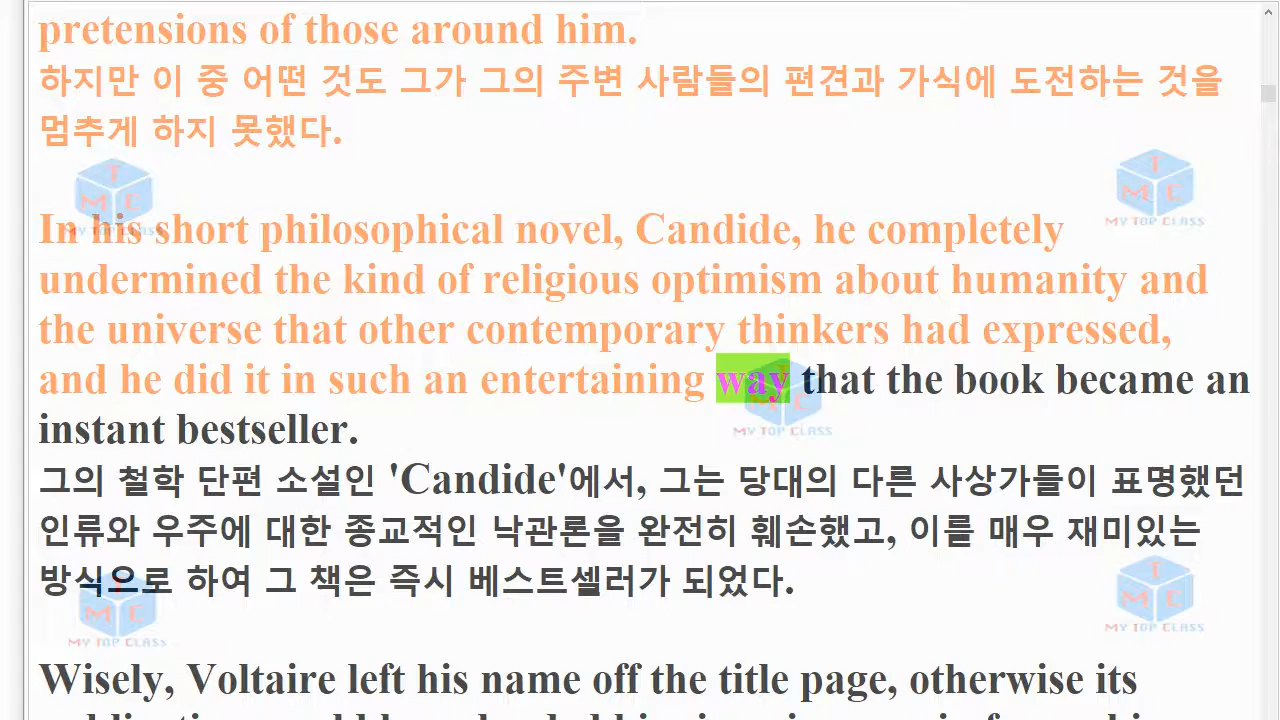 pretensions of those around him.
하지만 이 중 어떤 것도 그가 그의 주변 사람들의 편견과 가식에 도전하는 것을
멈추게 하지 못했다.
T
M C
MY TOP CLASS
T
M C
MY TOP CLASS
In his short philosophical novel, Candide, he completely
undermined the kind of religious optimism about humanity and
the universe that other contemporary thinkers had expressed,
and he did it in such an entertaining way that the book became an
instant bestseller.
MY TOP CLASS
그의 철학 단편 소설인 'Candide'에서, 그는 당대의 다른 사상가들이 표명했던
인류와 우주에 대한 종교적인 낙관론을 완전히 훼손했고, 이를 매우 재미있는
방식으로 하여 그 책은 즉시 베스트셀러가 되었다.
M C
MY TOP CLASS
T
M C
MY TOP CLASS
Wisely, Voltaire left his name off the title page, otherwise its